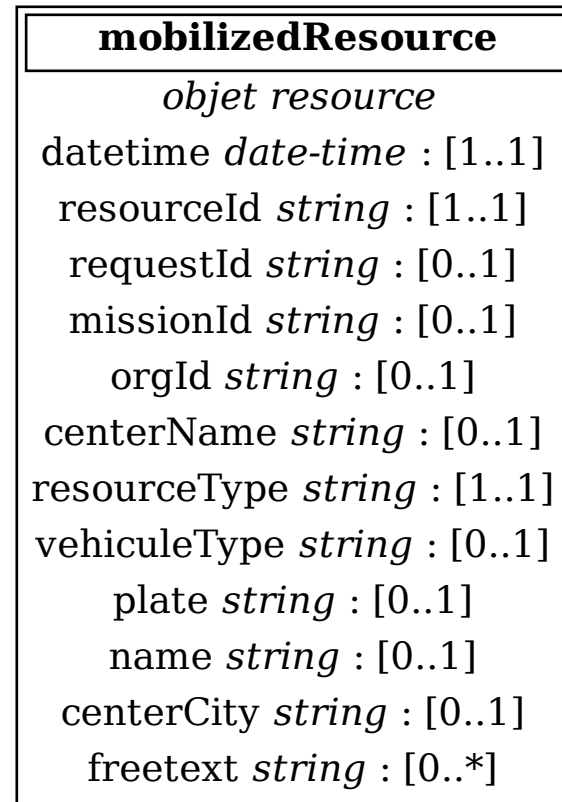 mobilizedResource
objet resource
datetime date-time : [1..1]
resourceId string : [1..1]
requestId string : [0..1]
missionId string : [0..1]
orgId string : [0..1]
centerName string : [0..1]
resourceType string : [1..1]
vehiculeType string : [0..1]
plate string : [0..1]
name string : [0..1]
centerCity string : [0..1]
freetext string : [0..*]